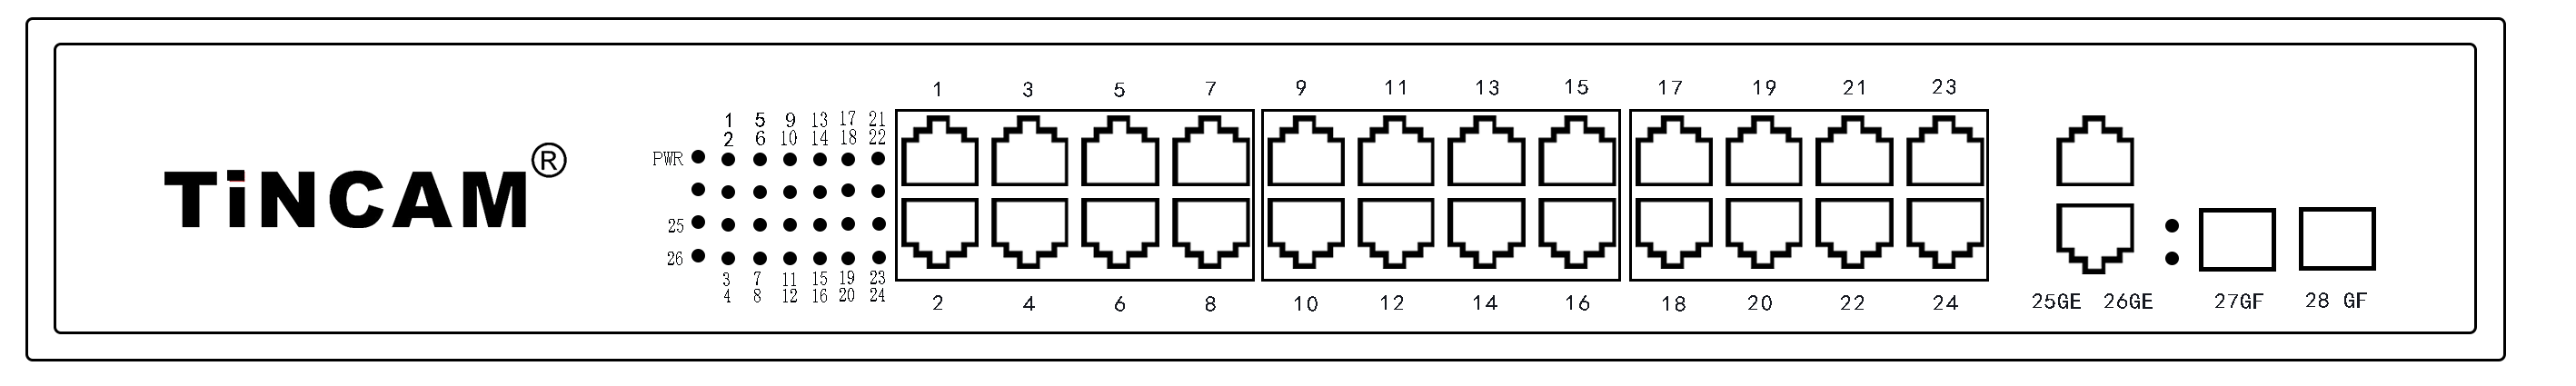 TiNCAM®
1 5 9 13 17 21
2 6 10 14 18 22
PWR
25
26
3 7 11 15 19 23
4 8 12 16 20 24
1 3 5 7 9 11 13 15 17 19 21 23
2 4 6 8 10 12 14 16 18 20 22 24
25GE 26GE 27GF 28 GF